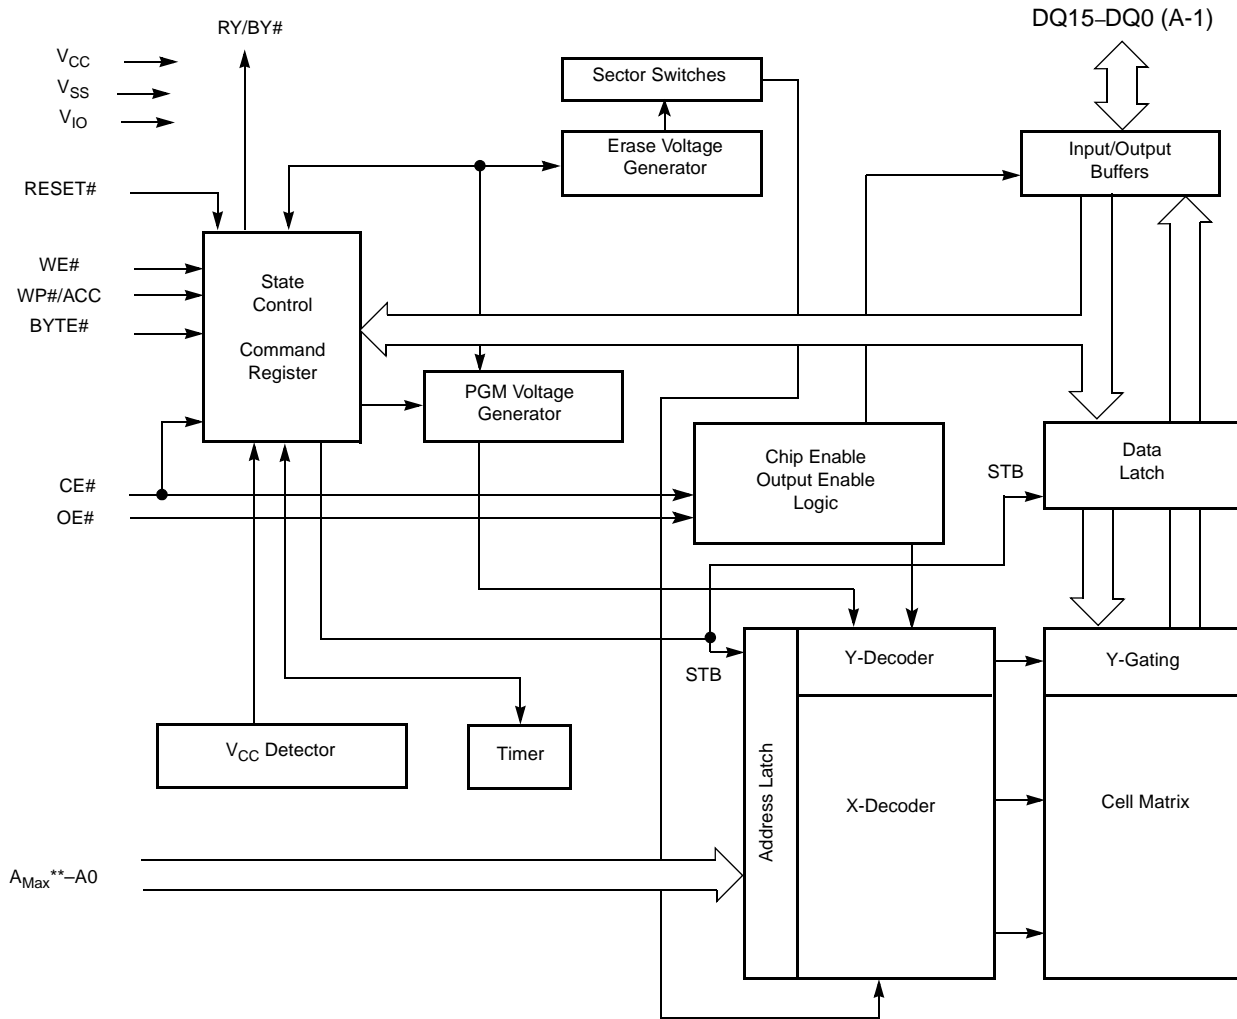 DQ15–DQ0 (A-1)
RY/BY#
VCC
VSS
VIO
Sector Switches
Erase Voltage
Generator
Input/Output
Buffers
RESET#
WE#
WP#/ACC
BYTE#
State
Control
Command
Register
PGM Voltage
Generator
Chip Enable
Output Enable
Logic
Data
Latch
STB
CE#
OE#
STB
Y-Decoder
Y-Gating
VCC Detector
Timer
Address Latch
X-Decoder
Cell Matrix
AMax**–A0